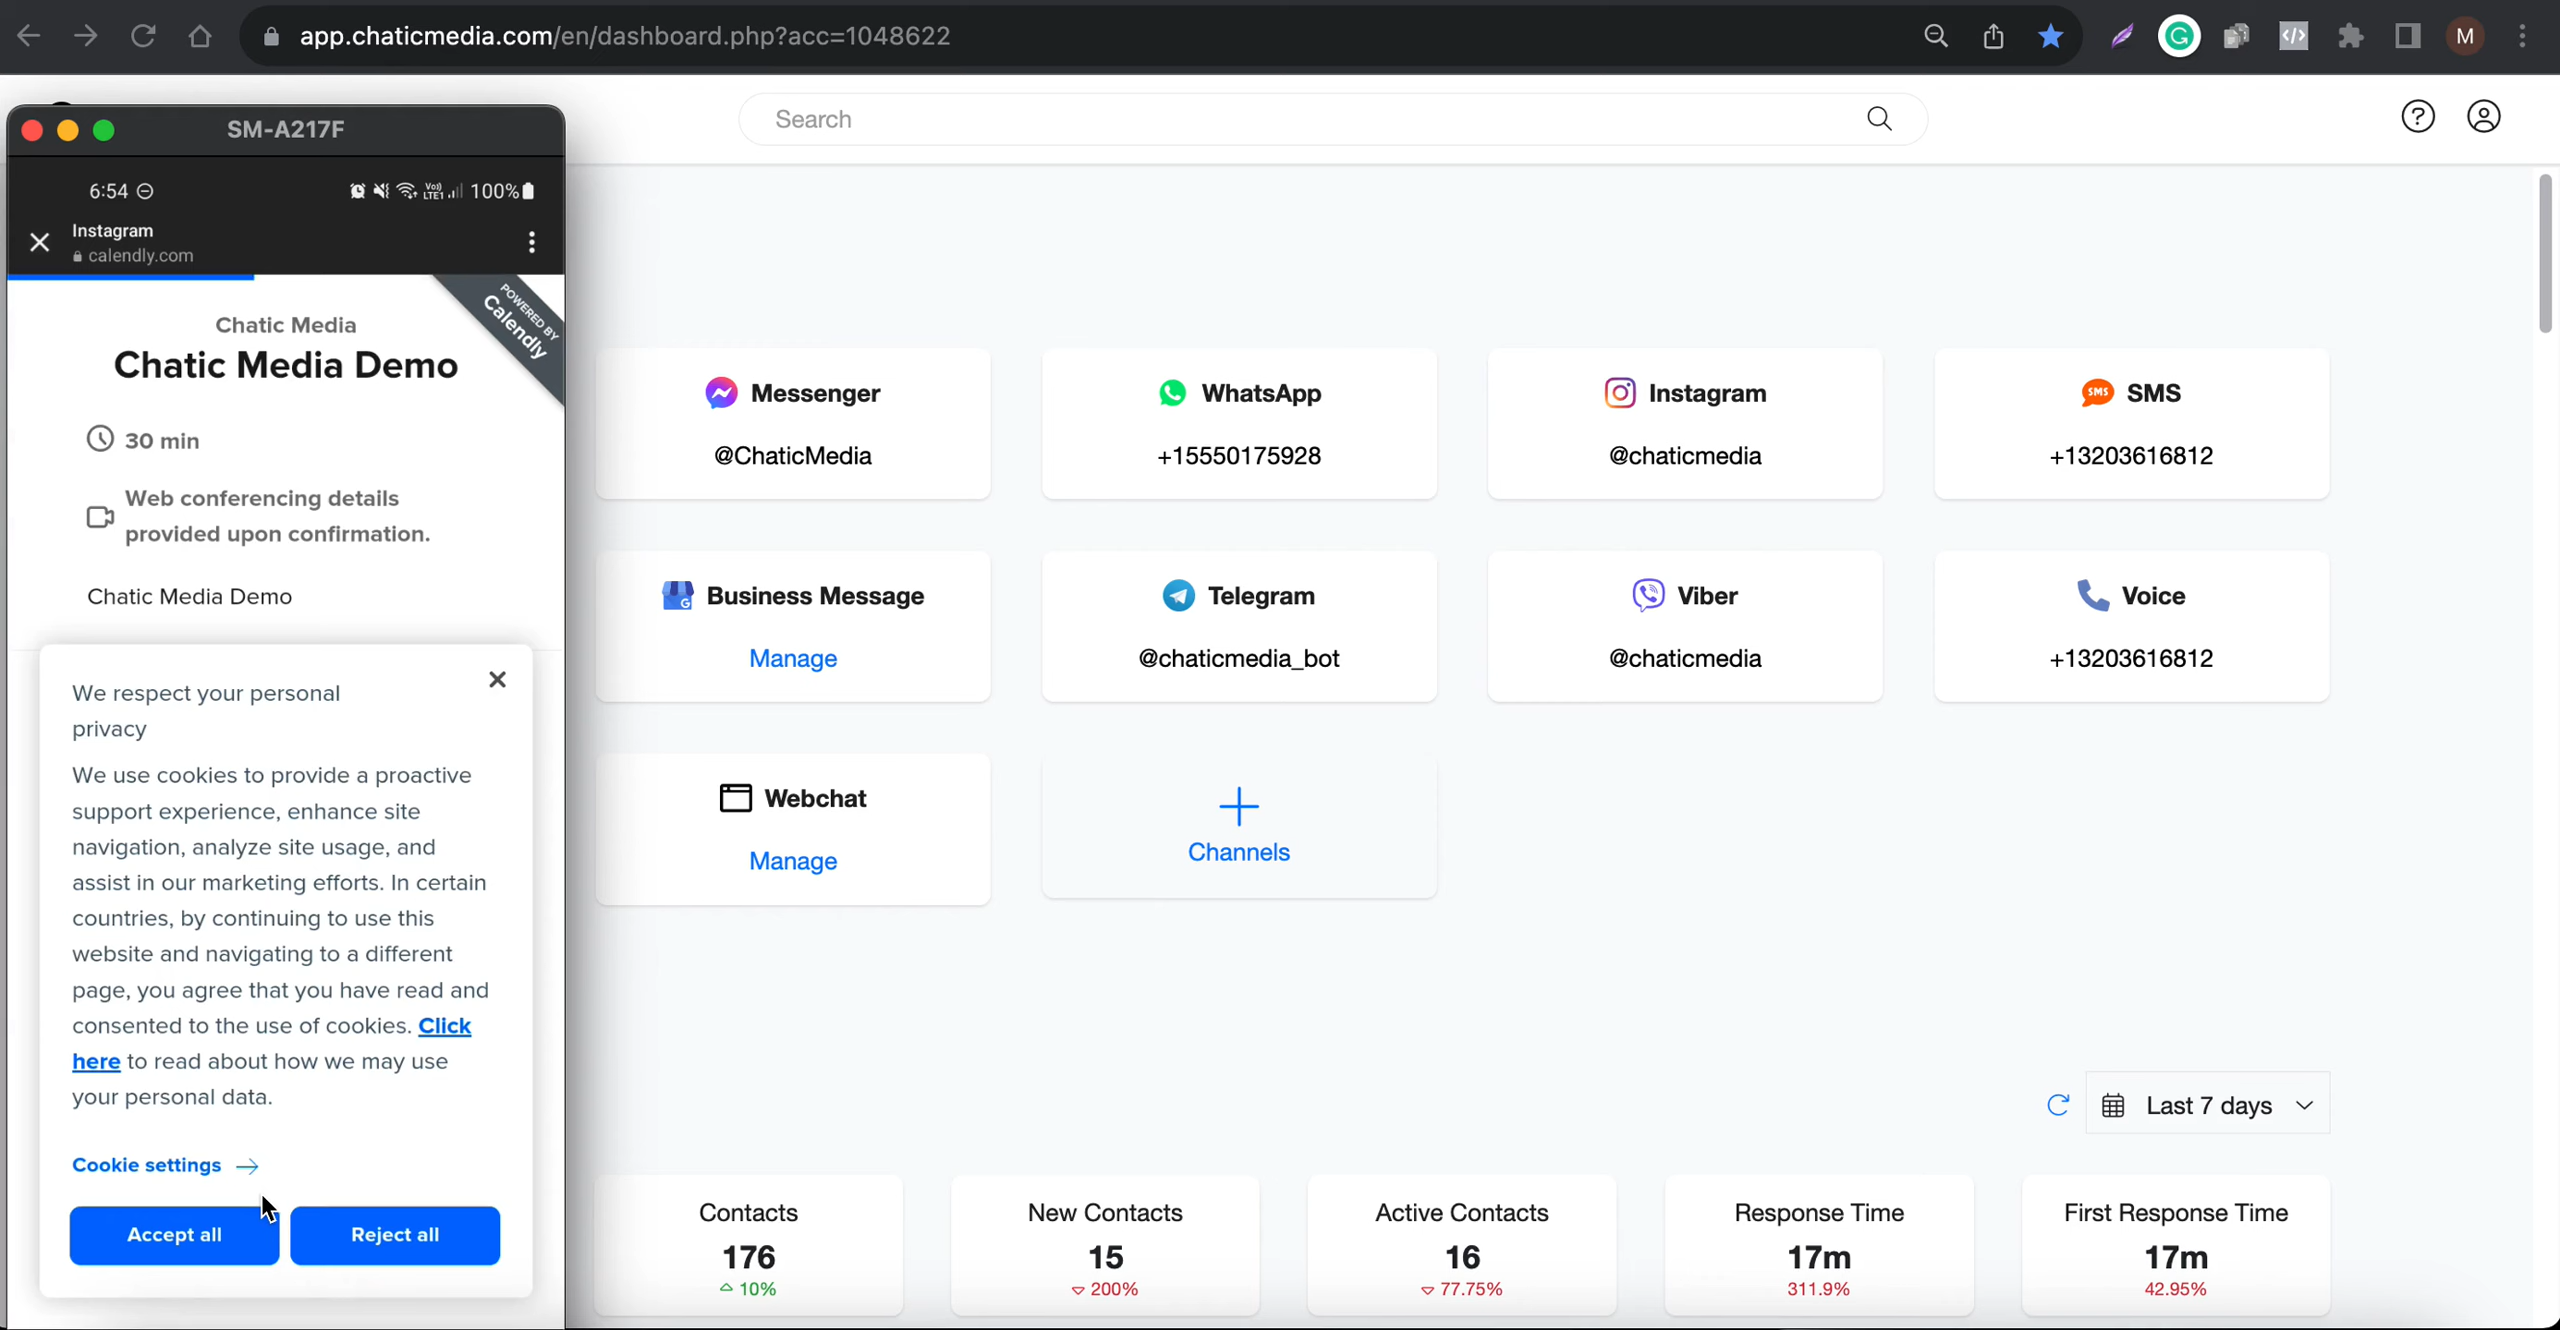 app.chaticmedia.com/en/dashboard.php?acc=1048622
M
Search
SM-A217F
6:54
Vo))
LTE1
100%
Instagram
calendly.com
POWERED BY
Calendly
Chatic Media
Chatic Media Demo
30 min
Web conferencing details
provided upon confirmation.
Chatic Media Demo
We respect your personal
privacy
We use cookies to provide a proactive
support experience, enhance site
navigation, analyze site usage, and
assist in our marketing efforts. In certain
countries, by continuing to use this
website and navigating to a different
page, you agree that you have read and
consented to the use of cookies. Click
here to read about how we may use
your personal data.
Cookie settings
Accept all
Reject all
Messenger
@ChaticMedia
WhatsApp
+15550175928
Instagram
@chaticmedia
SMS
SMS
+13203616812
Business Message
Manage
Telegram
@chaticmedia_bot
Viber
@chaticmedia
Voice
+13203616812
Webchat
Manage
Channels
Last 7 days
Contacts
176
10%
New Contacts
15
200%
Active Contacts
16
77.75%
Response Time
17m
311.9%
First Response Time
17m
42.95%